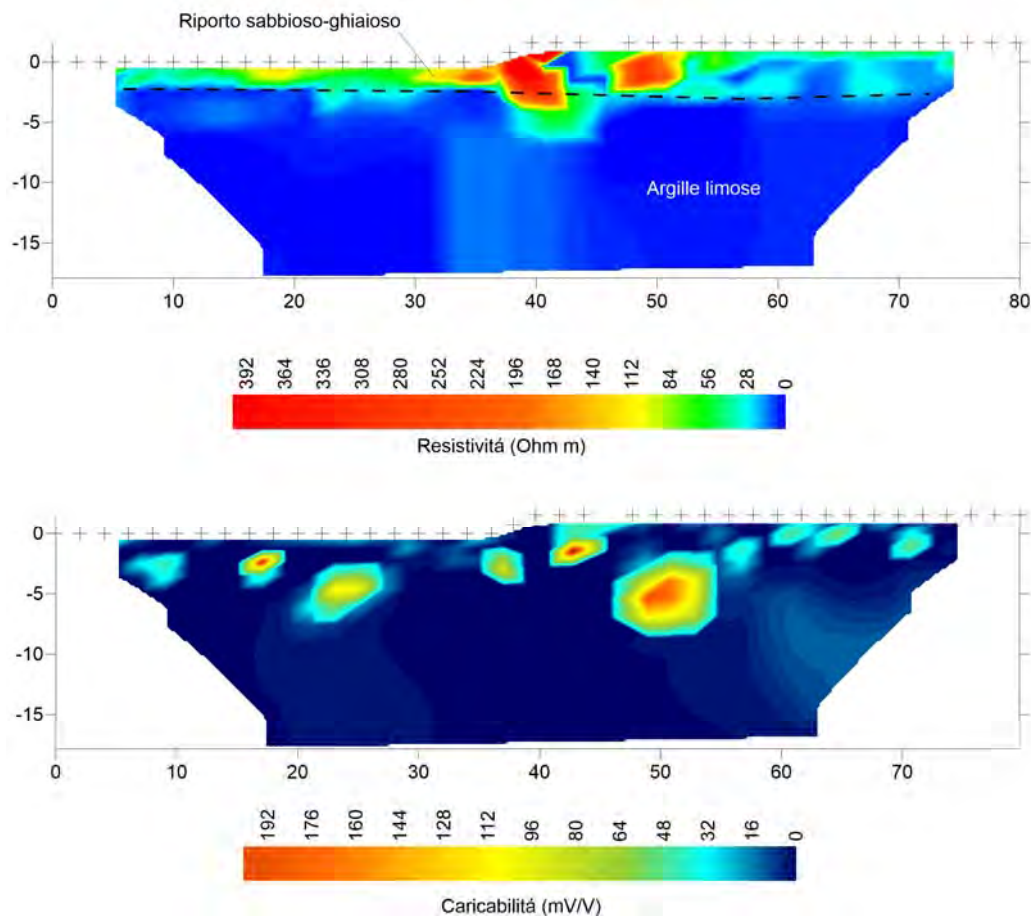 Riporto sabbioso-ghiaioso
0
-5
-10
-15
Argille limose
0 10 20 30 40 50 60 70 80
392 364 336 308 280 252 224 196 168 140 112 84 56 28 0
Resistivitá (Ohm m)
0
-5
-10
-15
0 10 20 30 40 50 60 70
192 176 160 144 128 112 96 80 64 48 32 16 0
Caricabilitá (mV/V)